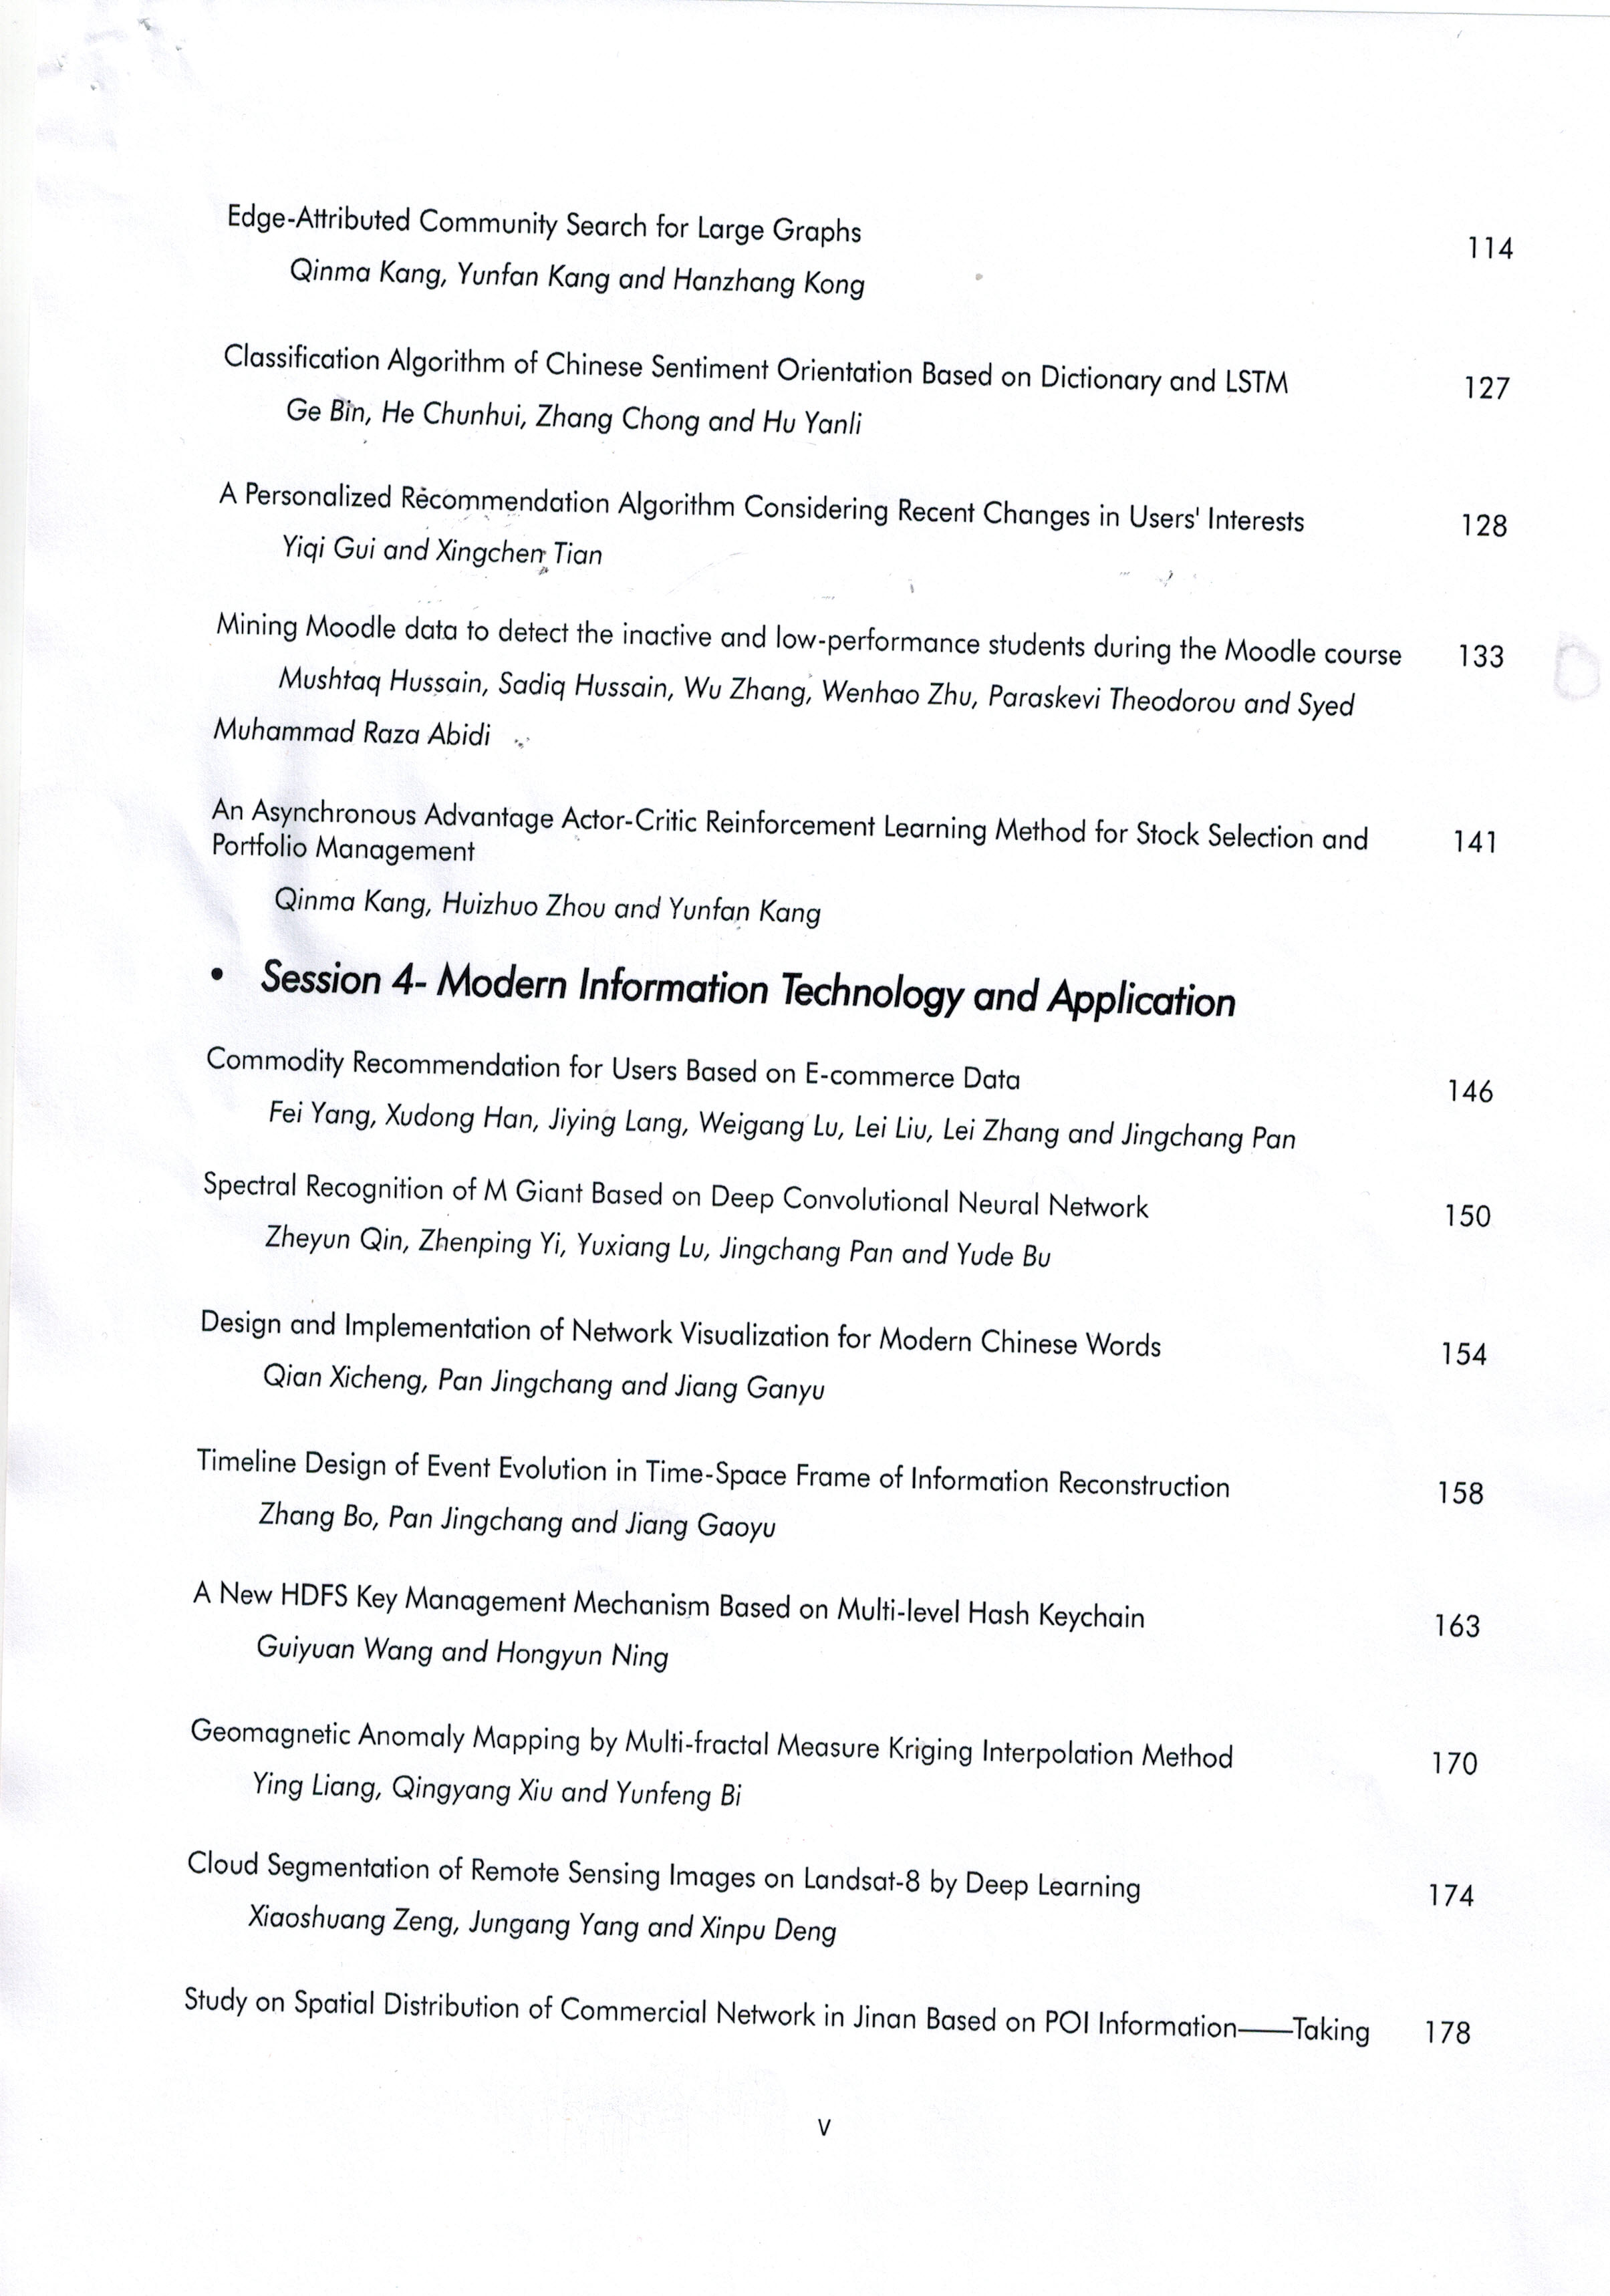 Edge-Attributed Community Search for Large Graphs 114
Qinma Kang, Yunfan Kang and Hanzhang Kong
Classification Algorithm of Chinese Sentiment Orientation Based on Dictionary and LSTM 127
Ge Bin, He Chunhui, Zhang Chong and Hu Yanli
A Personalized Recommendation Algorithm Considering Recent Changes in Users' Interests 128
Yiqi Gui and Xingchen Tian
Mining Moodle data to detect the inactive and low-performance students during the Moodle course 133
Mushtaq Hussain, Sadiq Hussain, Wu Zhang, Wenhao Zhu, Paraskevi Theodorou and Syed
Muhammad Raza Abidi
An Asynchronous Advantage Actor-Critic Reinforcement Learning Method for Stock Selection and 141
Portfolio Management
Qinma Kang, Huizhuo Zhou and Yunfan Kang
• Session 4- Modern Information Technology and Application
Commodity Recommendation for Users Based on E-commerce Data 146
Fei Yang, Xudong Han, Jiying Lang, Weigang Lu, Lei Liu, Lei Zhang and Jingchang Pan
Spectral Recognition of M Giant Based on Deep Convolutional Neural Network 150
Zheyun Qin, Zhenping Yi, Yuxiang Lu, Jingchang Pan and Yude Bu
Design and Implementation of Network Visualization for Modern Chinese Words 154
Qian Xicheng, Pan Jingchang and Jiang Ganyu
Timeline Design of Event Evolution in Time-Space Frame of Information Reconstruction 158
Zhang Bo, Pan Jingchang and Jiang Gaoyu
A New HDFS Key Management Mechanism Based on Multi-level Hash Keychain 163
Guiyuan Wang and Hongyun Ning
Geomagnetic Anomaly Mapping by Multi-fractal Measure Kriging Interpolation Method 170
Ying Liang, Qingyang Xiu and Yunfeng Bi
Cloud Segmentation of Remote Sensing Images on Landsat-8 by Deep Learning 174
Xiaoshuang Zeng, Jungang Yang and Xinpu Deng
Study on Spatial Distribution of Commercial Network in Jinan Based on POI Information——Taking 178
V